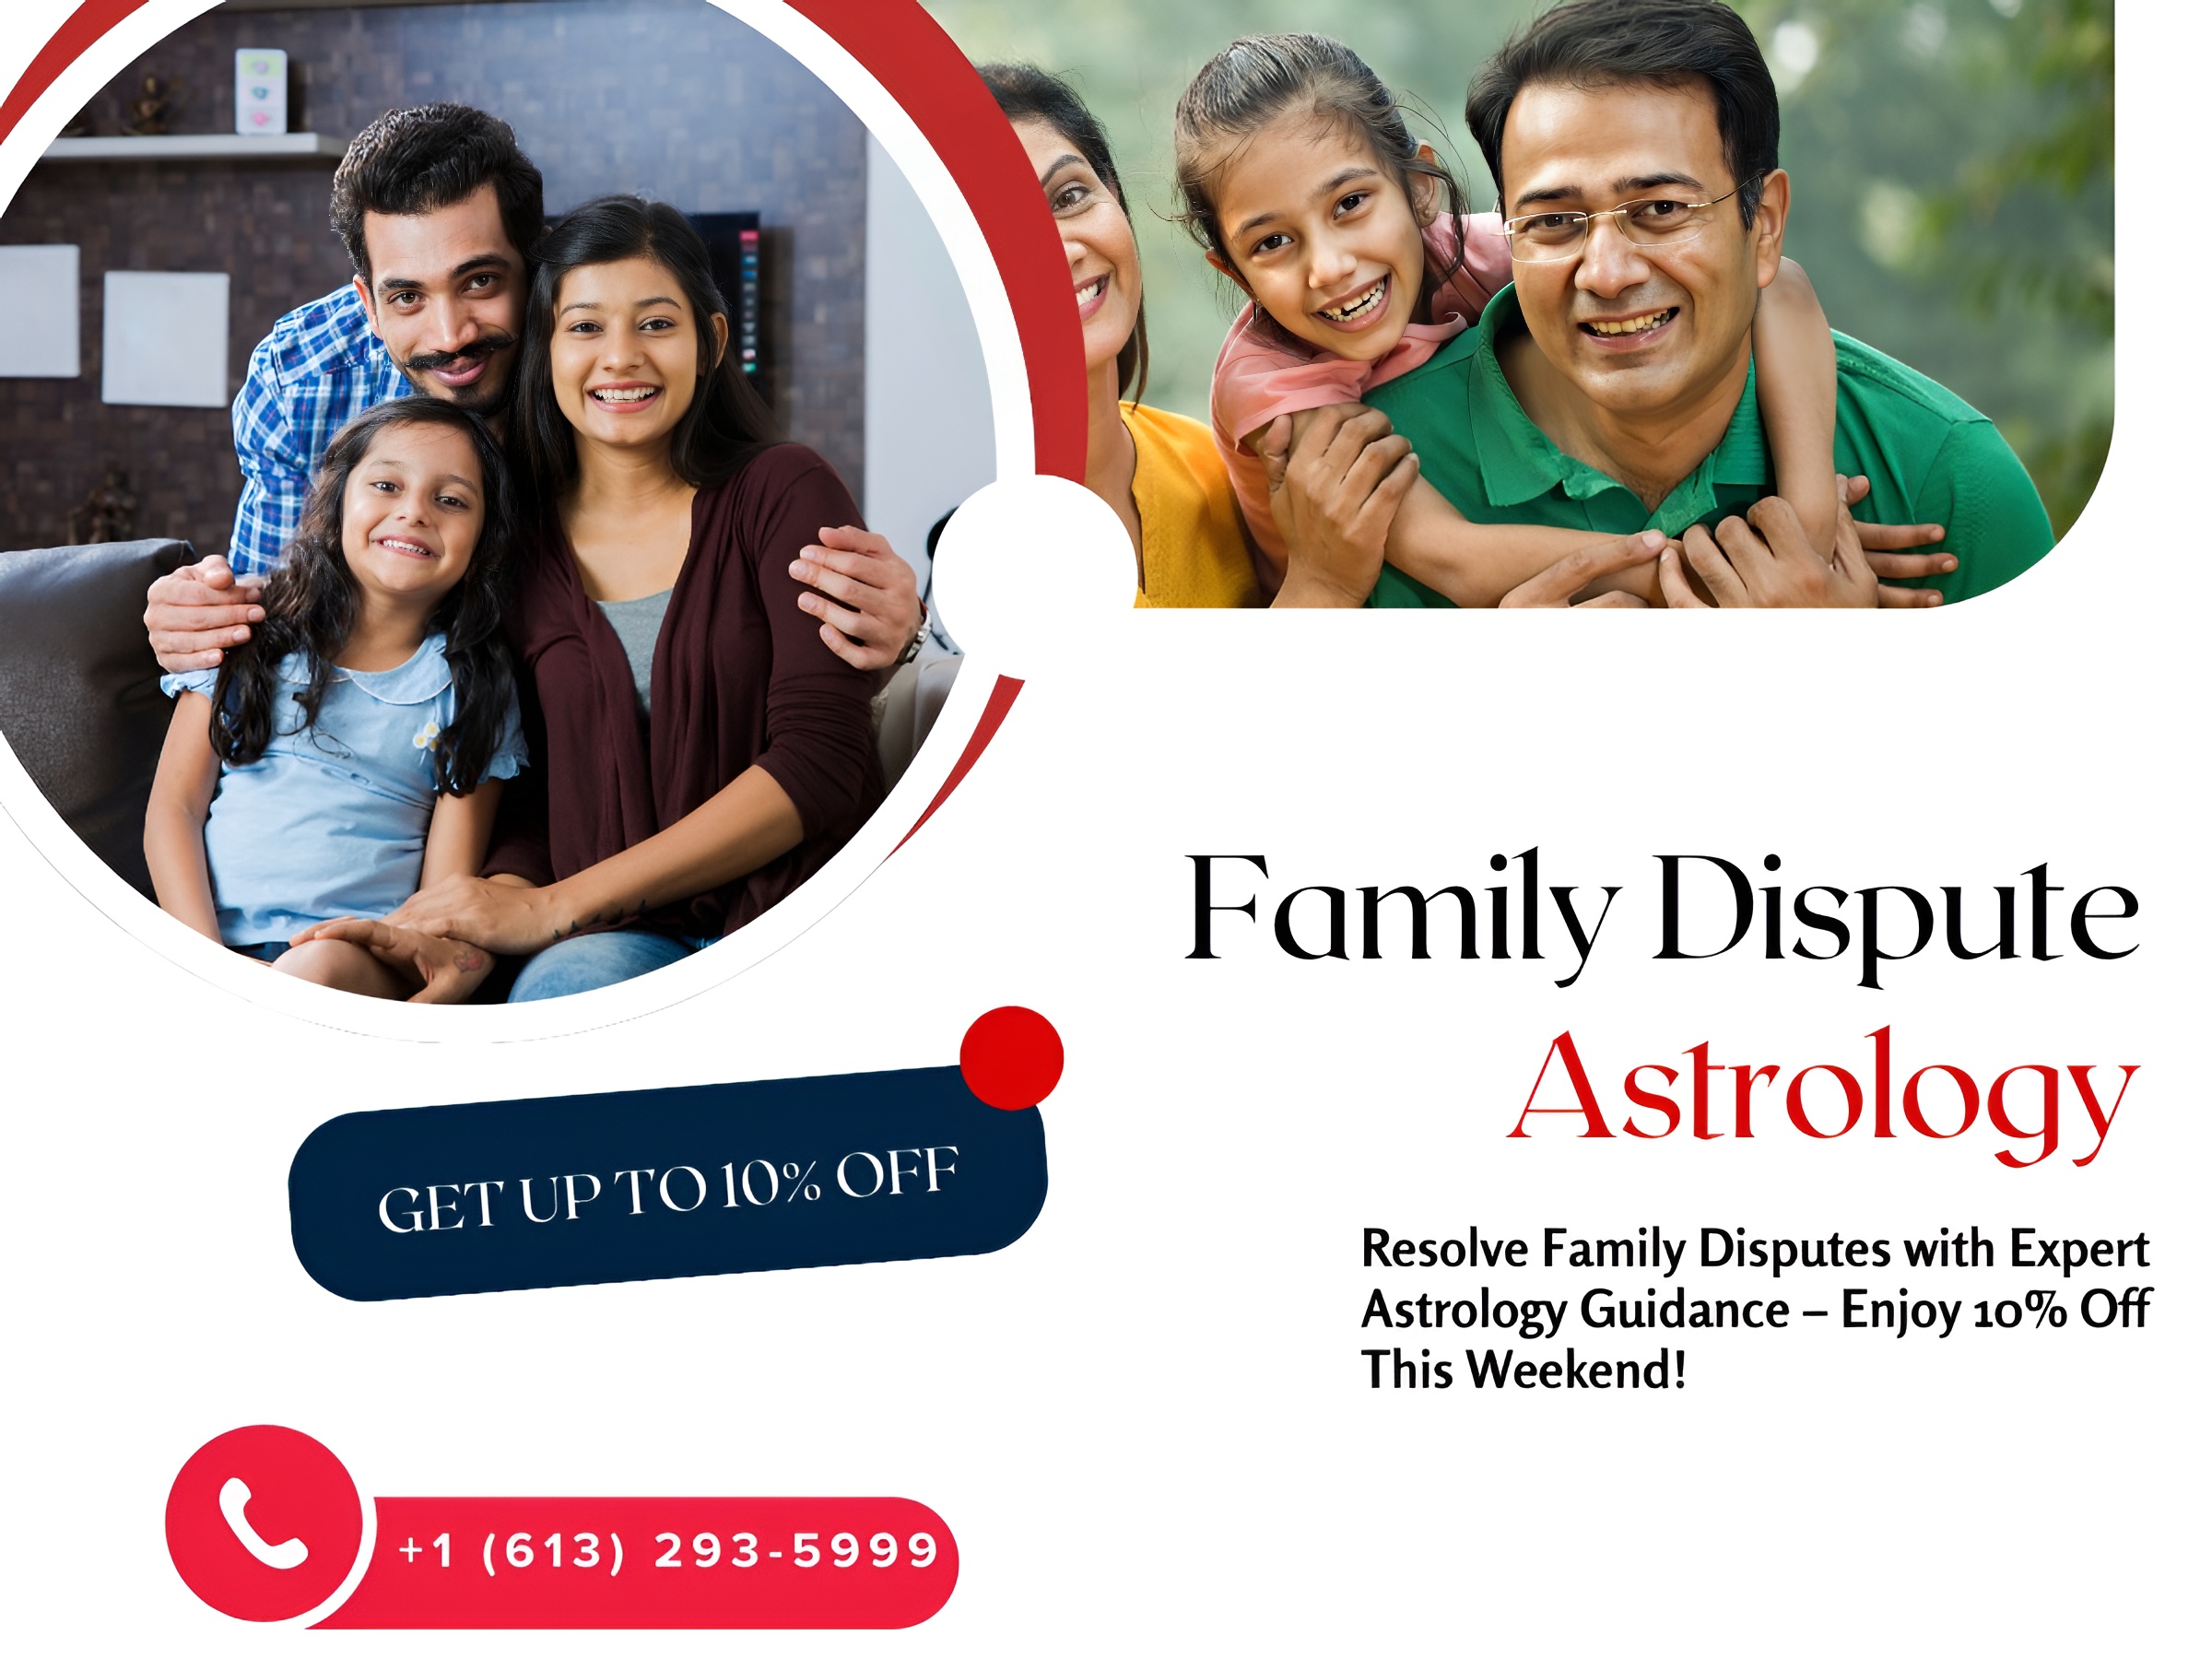 Family Dispute
Astrology
GET UP TO 10% OFF
Resolve Family Disputes with Expert
Astrology Guidance – Enjoy 10% Off
This Weekend!
+1 (613) 293-5999